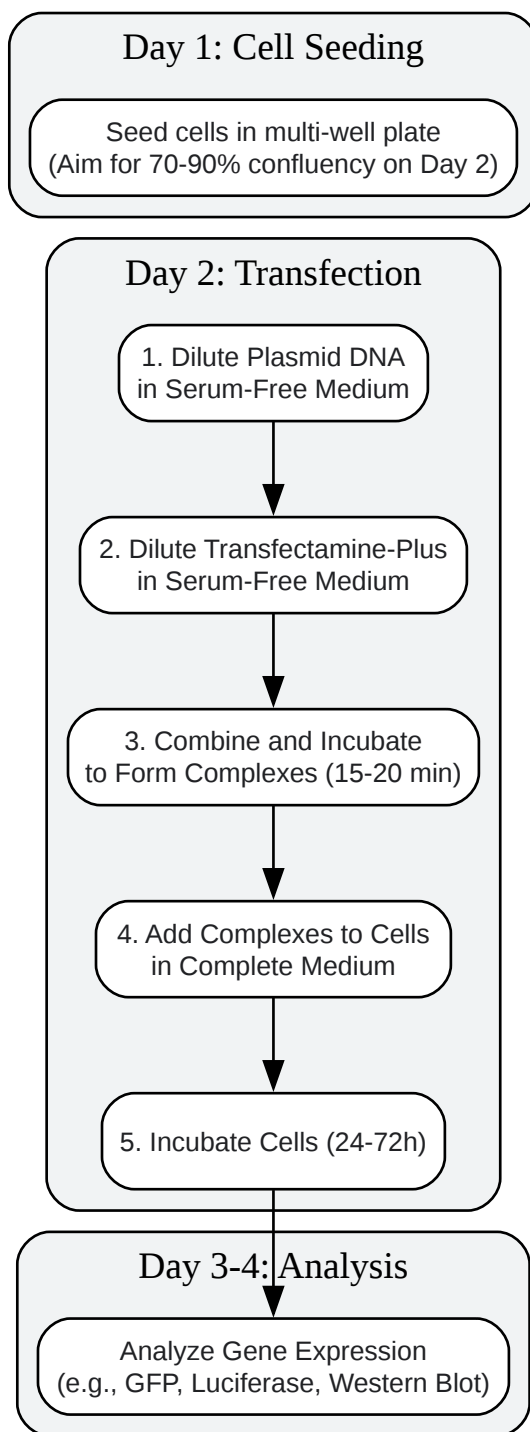 Day 1: Cell Seeding
Seed cells in multi-well plate
(Aim for 70-90% confluency on Day 2)
Day 2: Transfection
1. Dilute Plasmid DNA
in Serum-Free Medium
2. Dilute Transfectamine-Plus
in Serum-Free Medium
3. Combine and Incubate
to Form Complexes (15-20 min)
4. Add Complexes to Cells
in Complete Medium
5. Incubate Cells (24-72h)
Day 3-4: Analysis
Analyze Gene Expression
(e.g., GFP, Luciferase, Western Blot)